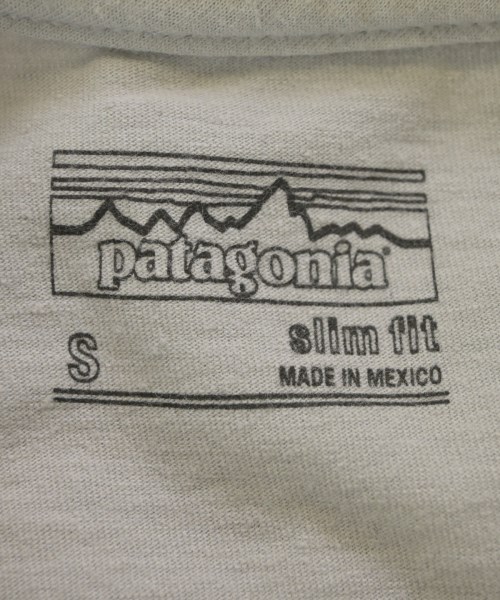 patagonia®
S
slim fit
MADE IN MEXICO